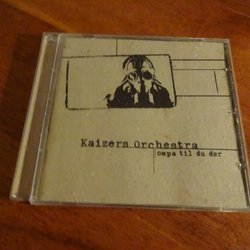 Kaizers Orchestra
ompa til du dør